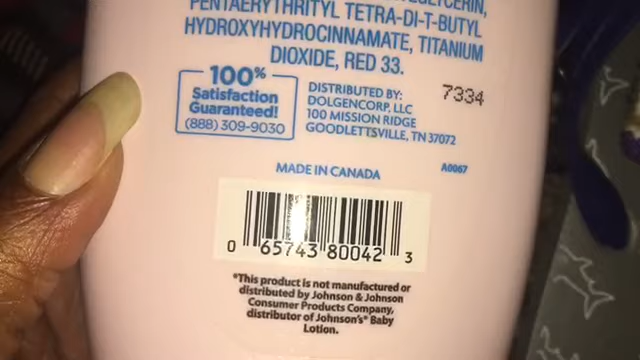 PENTAERYTHRITYL TETRA-DI-T-BUTYL
HYDROXYHYDROCINNAMATE, TITANIUM
DIOXIDE, RED 33.
100%
Satisfaction
Guaranteed!
(888) 309-9030
DISTRIBUTED BY:
DOLGENCORP, LLC
100 MISSION RIDGE
GOODLETTSVILLE, TN 37072
7334
MADE IN CANADA
A0067
0 65743 80042 3
*This product is not manufactured or
distributed by Johnson & Johnson
Consumer Products Company,
distributor of Johnson's® Baby
Lotion.